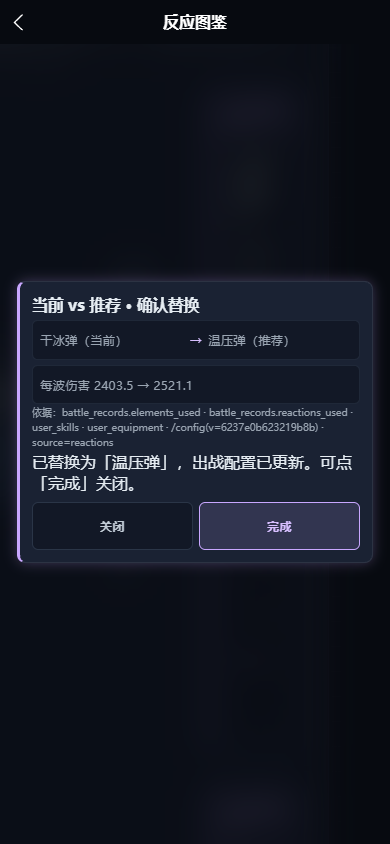 反应图鉴
当前 vs 推荐 • 确认替换
干冰弹（当前） → 温压弹（推荐）
每波伤害 2403.5 → 2521.1
依据：battle_records.elements_used · battle_records.reactions_used ·
user_skills · user_equipment · /config(v=6237e0b623219b8b) ·
source=reactions
已替换为「温压弹」，出战配置已更新。可点
「完成」关闭。
关闭 完成